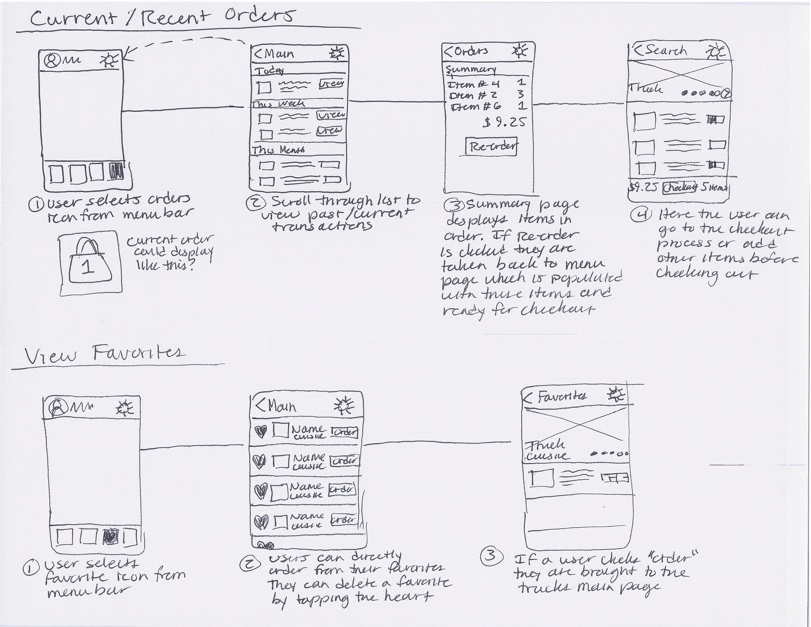 Current/Recent Orders
<Main
Today
View
This Week
View
View
This Month
<Orders
Summary
Item #4 1
Item #2 3
Item #6 1
$9.25
Re-order
<Search
Truck
$9.25 Checkout 5 items
① User selects orders
icon from menu bar
1
current order
could display
like this?
② Scroll through list to
view past/current
transactions
③ Summary page
displays items in
order. If Re-order
is clicked they are
taken back to menu
page which is populated
with these items and
ready for checkout
④ Here the user can
go to the checkout
process or add
other items before
checking out
View Favorites
<Main
Name
cuisine
order
Name
cuisine
order
Name
cuisine
order
Name
cuisine
order
<Favorites
Truck
cuisine
① User selects
favorite icon from
menu bar
② Users can directly
order from their favorites
They can delete a favorite
by tapping the heart
③ If a user clicks "order"
they are brought to the
trucks main page